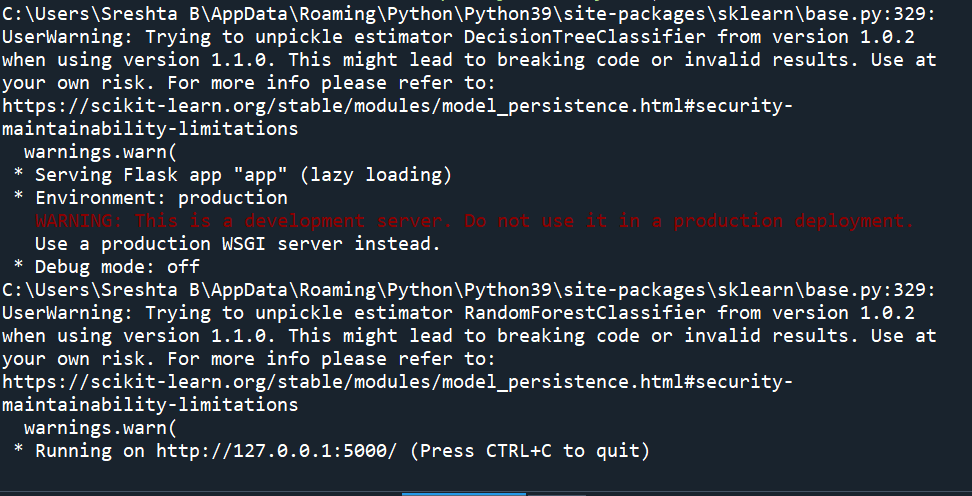 C:\Users\Sreshta B\AppData\Roaming\Python\Python39\site-packages\sklearn\base.py:329:
UserWarning: Trying to unpickle estimator DecisionTreeClassifier from version 1.0.2
when using version 1.1.0. This might lead to breaking code or invalid results. Use at
your own risk. For more info please refer to:
https://scikit-learn.org/stable/modules/model_persistence.html#security-
maintainability-limitations
  warnings.warn(
 * Serving Flask app "app" (lazy loading)
 * Environment: production
   WARNING: This is a development server. Do not use it in a production deployment.
   Use a production WSGI server instead.
 * Debug mode: off
C:\Users\Sreshta B\AppData\Roaming\Python\Python39\site-packages\sklearn\base.py:329:
UserWarning: Trying to unpickle estimator RandomForestClassifier from version 1.0.2
when using version 1.1.0. This might lead to breaking code or invalid results. Use at
your own risk. For more info please refer to:
https://scikit-learn.org/stable/modules/model_persistence.html#security-
maintainability-limitations
  warnings.warn(
 * Running on http://127.0.0.1:5000/ (Press CTRL+C to quit)